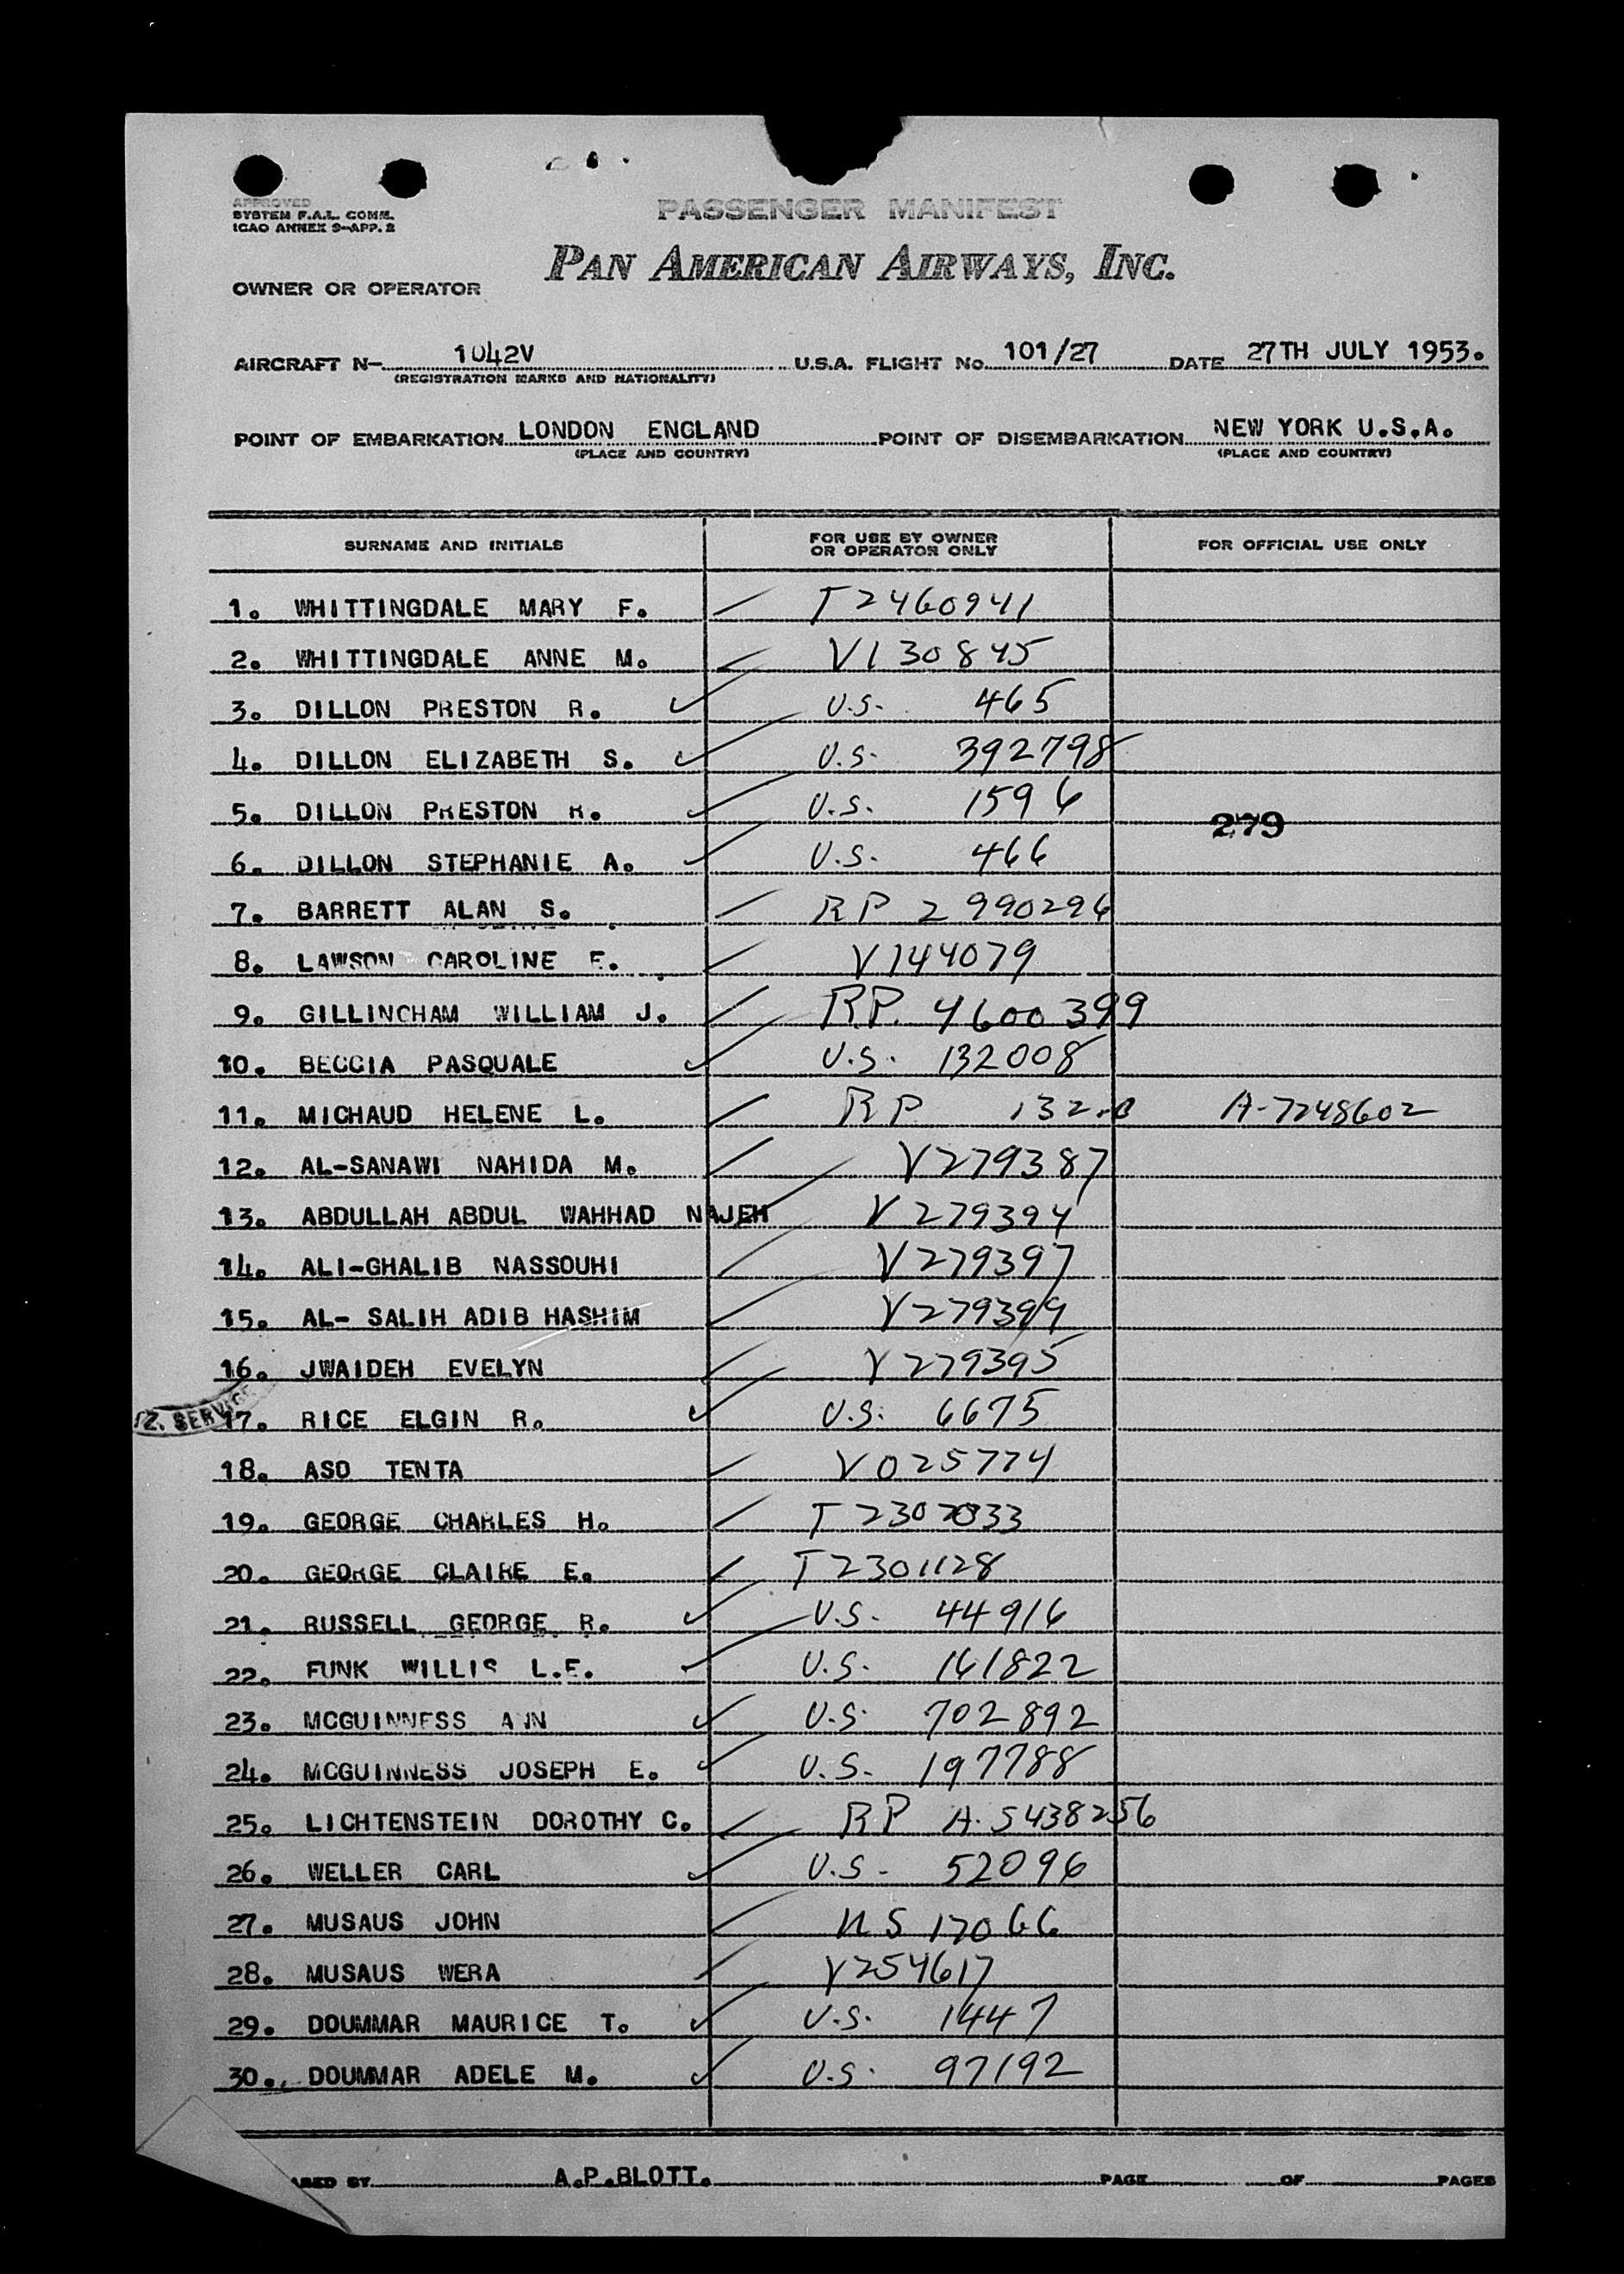 APPROVED
SYSTEM F.A.L. COMM.
ICAO ANNEX 9-APP. 2
PASSENGER MANIFEST
PAN AMERICAN AIRWAYS, INC.
OWNER OR OPERATOR
AIRCRAFT N- 1042V U.S.A. FLIGHT No. 101/27 DATE 27TH JULY 1953.
(REGISTRATION MARKS AND NATIONALITY)
POINT OF EMBARKATION LONDON ENGLAND POINT OF DISEMBARKATION NEW YORK U.S.A.
(PLACE AND COUNTRY) (PLACE AND COUNTRY)
SURNAME AND INITIALS FOR USE BY OWNER OR OPERATOR ONLY FOR OFFICIAL USE ONLY
1. WHITTINGDALE MARY F. T2460941
2. WHITTINGDALE ANNE M. V130845
3. DILLON PRESTON R. U.S. 465
4. DILLON ELIZABETH S. U.S. 392798
5. DILLON PRESTON R. U.S. 1596
279
6. DILLON STEPHANIE A. U.S. 466
7. BARRETT ALAN S. RP 2990296
8. LAWSON CAROLINE E. V144079
9. GILLINGHAM WILLIAM J. R.P. 4600399
10. BECCIA PASQUALE U.S. 132008
11. MICHAUD HELENE L. RP A-7248602
12. AL-SANAWI NAHIDA M. V279387
13. ABDULLAH ABDUL WAHHAD NAJEH V279394
14. ALI-GHALIB NASSOUHI V279397
15. AL- SALIH ADIB HASHIM V279399
16. JWAIDEH EVELYN V279395
Z. SERVICE
17. RICE ELGIN R. U.S. 6675
18. ASO TENTA V025774
19. GEORGE CHARLES H. T
20. GEORGE CLAIRE E. T2301128
21. RUSSELL GEORGE R. U.S. 44916
22. FUNK WILLIS L.E. U.S. 161822
23. MCGUINNESS ANN U.S. 702892
24. MCGUINNESS JOSEPH E. U.S. 197788
25. LICHTENSTEIN DOROTHY C. RP A-5438256
26. WELLER CARL U.S. 52096
27. MUSAUS JOHN US 17066
28. MUSAUS WERA V254617
29. DOUMMAR MAURICE T. U.S. 1447
30. DOUMMAR ADELE M. U.S. 97192
ARED BY A.P.BLOTT. PAGE OF PAGES